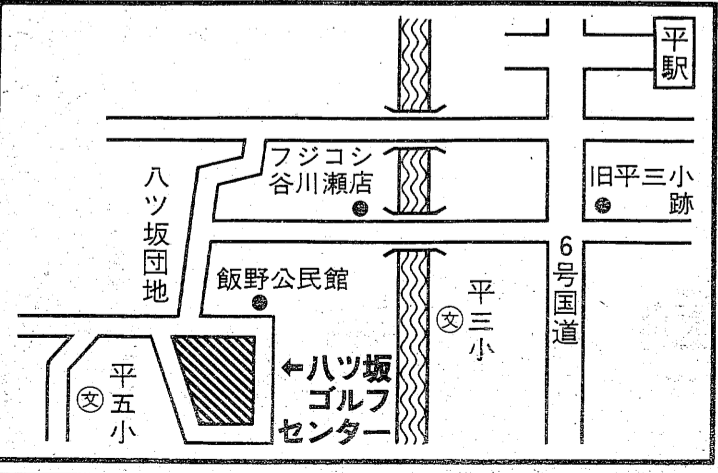 平駅
フジコシ
谷川瀬店
旧平三小
跡
八ツ坂団地
飯野公民館
6号国道
平三小
文
←八ツ坂
ゴルフ
センター
平五小
文